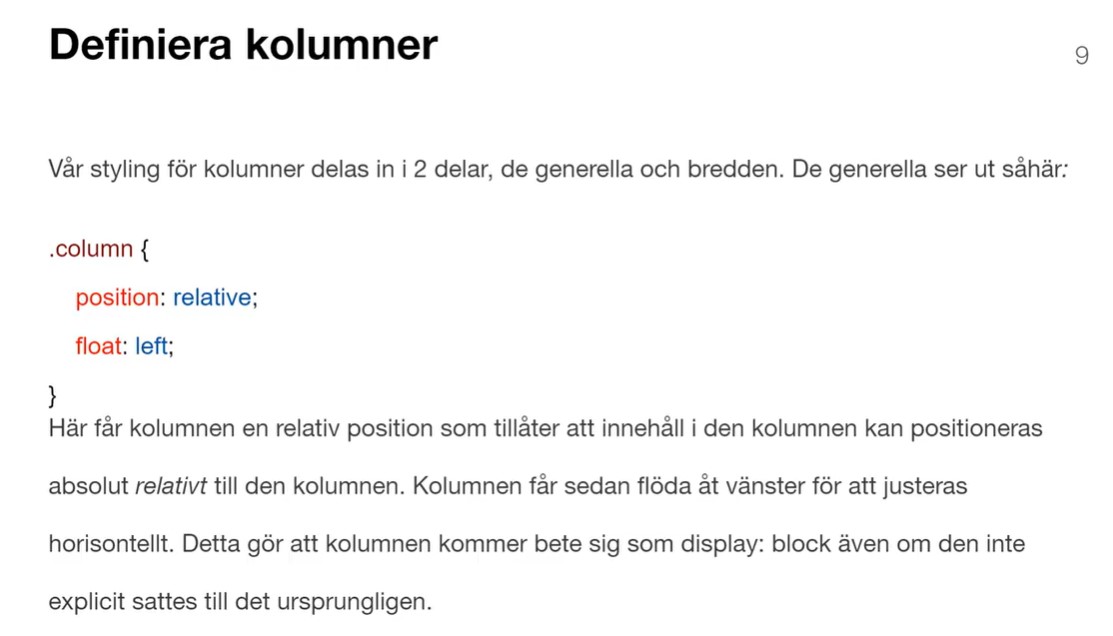 Definiera kolumner
9
Vår styling för kolumner delas in i 2 delar, de generella och bredden. De generella ser ut såhär:
.column {
position: relative;
float: left;
}
Här får kolumnen en relativ position som tillåter att innehåll i den kolumnen kan positioneras
absolut relativt till den kolumnen. Kolumnen får sedan flöda åt vänster för att justeras
horisontellt. Detta gör att kolumnen kommer bete sig som display: block även om den inte
explicit sattes till det ursprungligen.